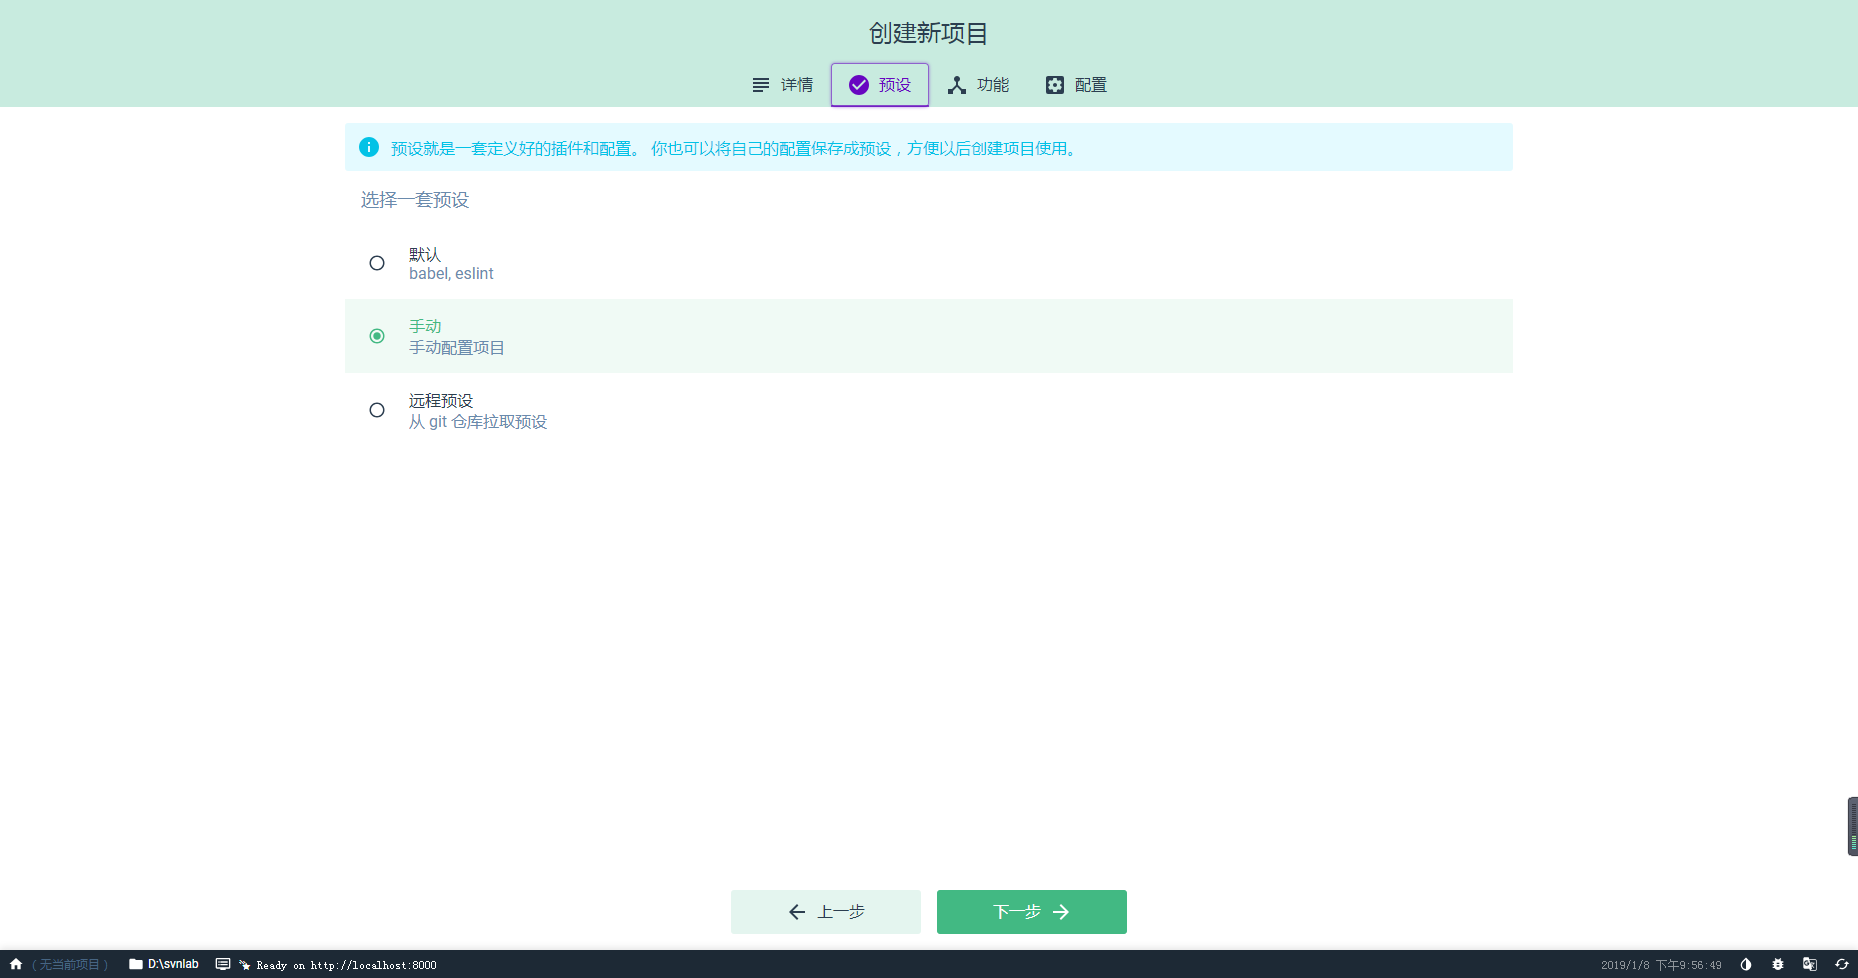 创建新项目
详情 预设 功能 配置
预设就是一套定义好的插件和配置。 你也可以将自己的配置保存成预设，方便以后创建项目使用。
选择一套预设
默认
babel, eslint
手动
手动配置项目
远程预设
从 git 仓库拉取预设
上一步 下一步
（无当前项目） D:\svnlab Ready on http://localhost:8000 2019/1/8 下午9:56:49